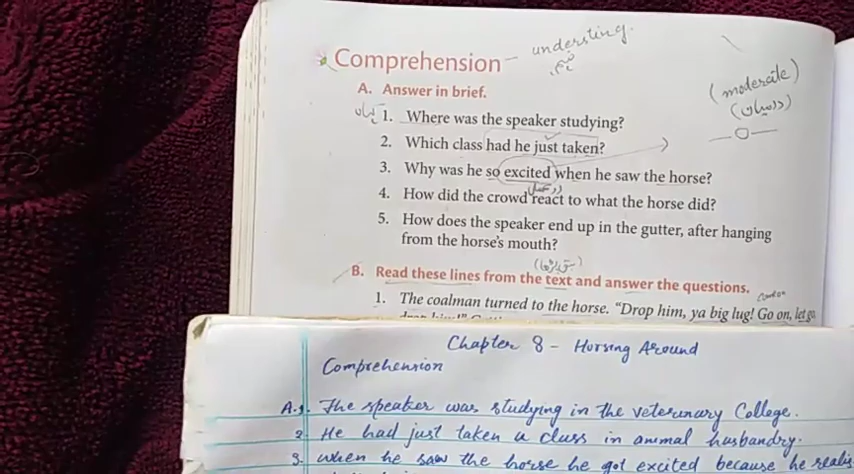 Comprehension - understing.
فہم
(moderate)
(درمیان)
A. Answer in brief.
1. Where was the speaker studying?
2. Which class had he just taken?
3. Why was he so excited when he saw the horse?
4. How did the crowd react to what the horse did?
5. How does the speaker end up in the gutter, after hanging
from the horse's mouth?
B. Read these lines from the text and answer the questions.
1. The coalman turned to the horse. "Drop him, ya big lug! Go on, let go,
Chapter 8 - Horsing Around
Comprehension
A.1. The speaker was studying in the veterinary College.
2. He had just taken a class in animal husbandry.
3. When he saw the horse he got excited because he